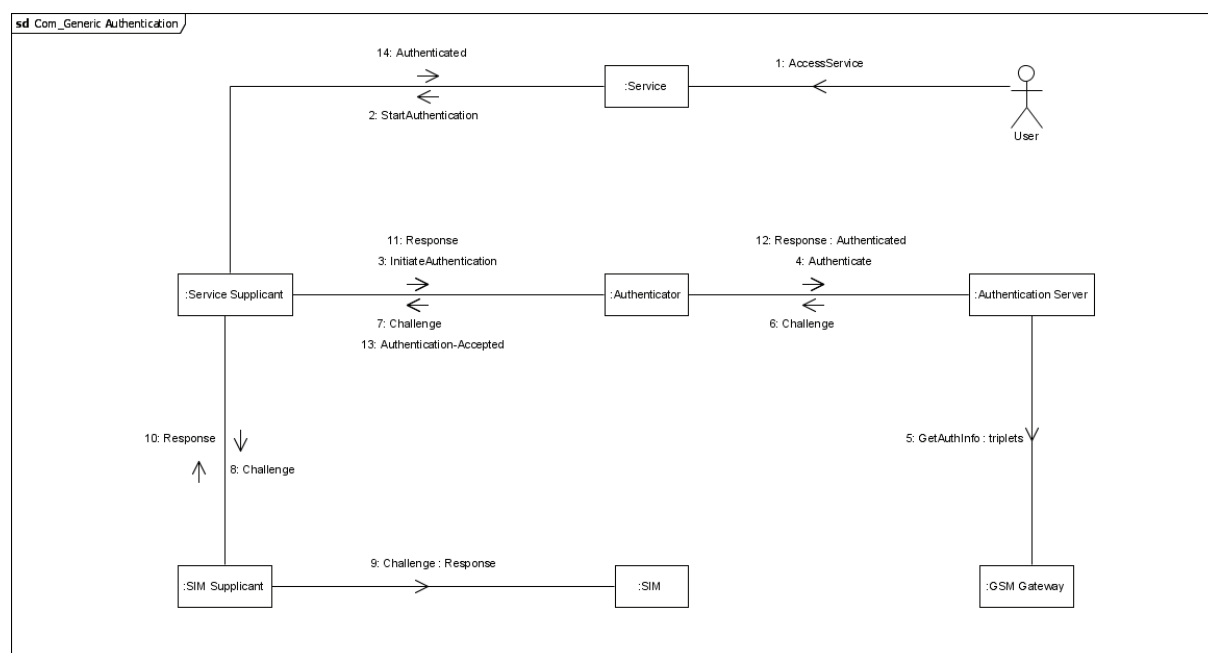 sd Com_Generic Authentication
14: Authenticated
1: AccessService
:Service
2: StartAuthentication
User
11: Response
12: Response : Authenticated
3: InitiateAuthentication
4: Authenticate
:Service Supplicant
:Authenticator
:Authentication Server
7: Challenge
6: Challenge
13: Authentication-Accepted
10: Response
5: GetAuthInfo : triplets
8: Challenge
9: Challenge : Response
:SIM Supplicant
:SIM
:GSM Gateway